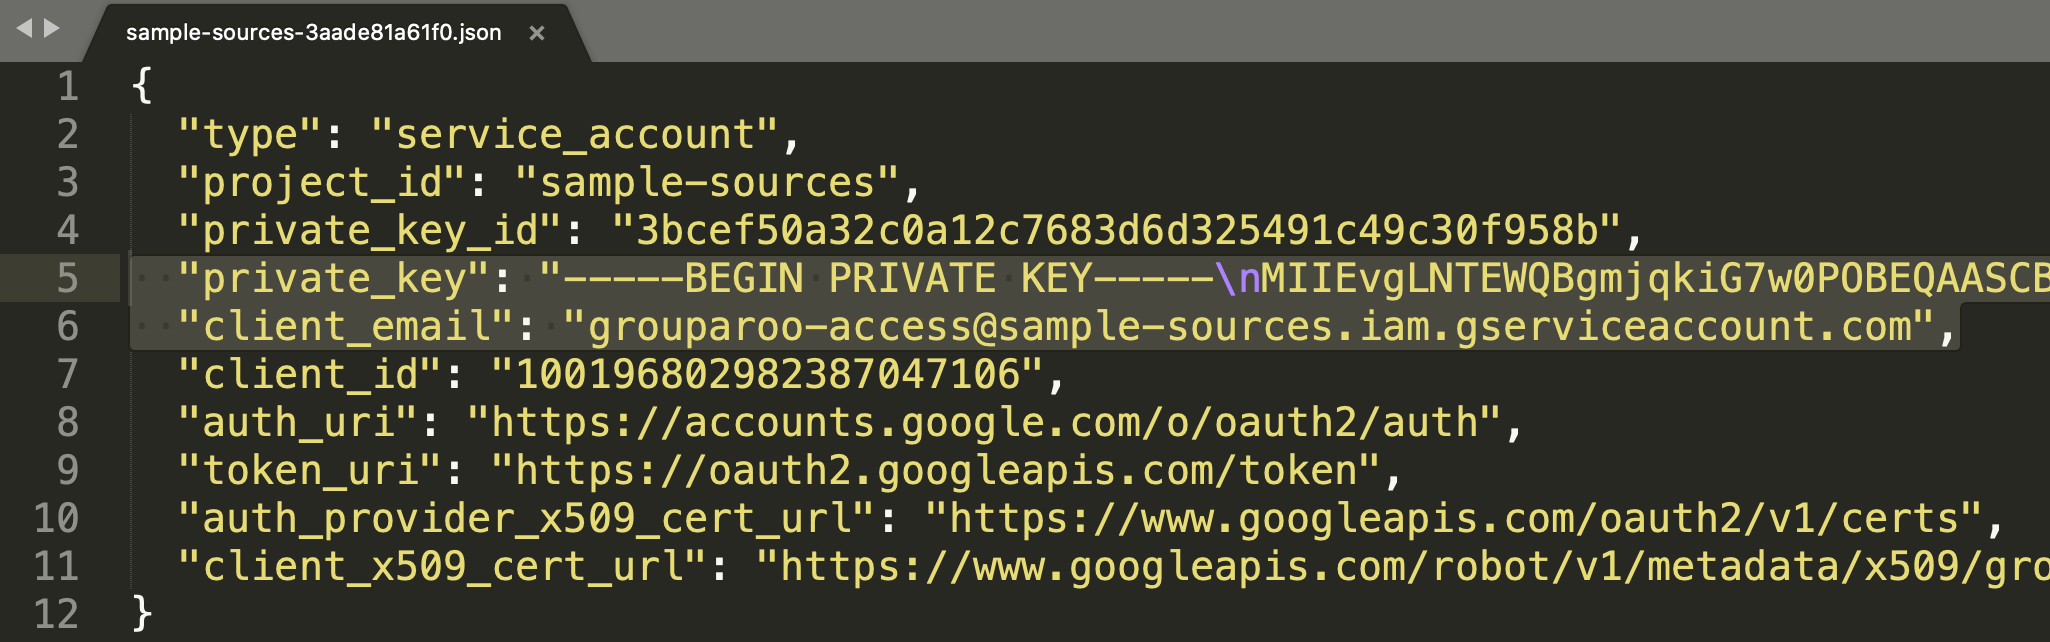 sample-sources-3aade81a61f0.json ×
1 {
2 "type": "service_account",
3 "project_id": "sample-sources",
4 "private_key_id": "3bcef50a32c0a12c7683d6d325491c49c30f958b",
5 "private_key": "-----BEGIN PRIVATE KEY-----\nMIIEvgLNTEWQBgmjqkiG7w0POBEQAASCB
6 "client_email": "grouparoo-access@sample-sources.iam.gserviceaccount.com",
7 "client_id": "100196802982387047106",
8 "auth_uri": "https://accounts.google.com/o/oauth2/auth",
9 "token_uri": "https://oauth2.googleapis.com/token",
10 "auth_provider_x509_cert_url": "https://www.googleapis.com/oauth2/v1/certs",
11 "client_x509_cert_url": "https://www.googleapis.com/robot/v1/metadata/x509/gro
12 }